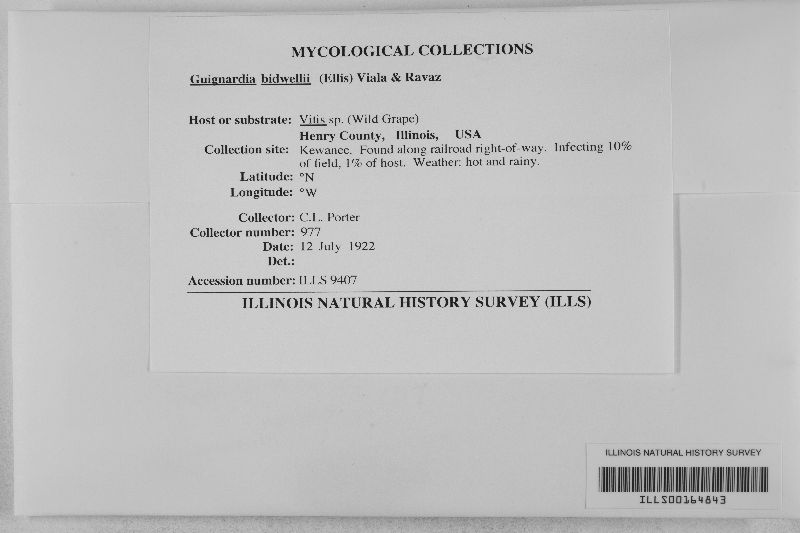 MYCOLOGICAL COLLECTIONS
Guignardia bidwellii (Ellis) Viala & Ravaz
Host or substrate: Vitis sp. (Wild Grape)
Henry County, Illinois, USA
Collection site: Kewanee. Found along railroad right-of-way. Infecting 10%
of field, 1% of host. Weather: hot and rainy.
Latitude: °N
Longitude: °W
Collector: C.L. Porter
Collector number: 977
Date: 12 July 1922
Det.:
Accession number: ILLS 9407
ILLINOIS NATURAL HISTORY SURVEY (ILLS)
ILLINOIS NATURAL HISTORY SURVEY
ILLS00164843